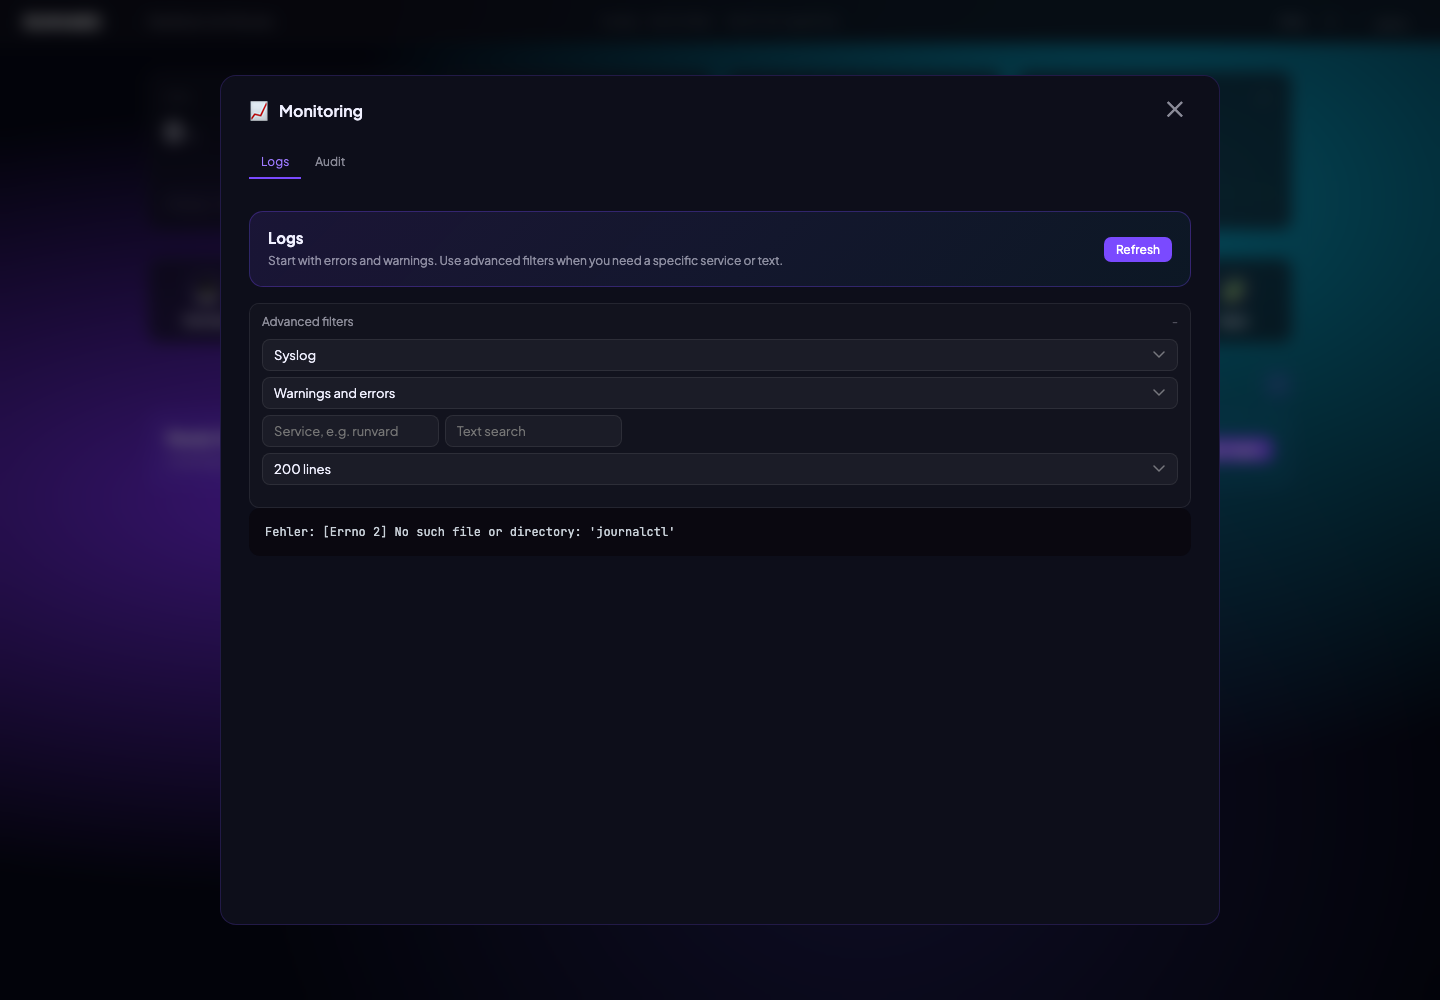 Monitoring
Logs
Audit
Logs
Start with errors and warnings. Use advanced filters when you need a specific service or text.
Refresh
Advanced filters
-
Syslog
Warnings and errors
Service, e.g. runvard
Text search
200 lines
Fehler: [Errno 2] No such file or directory: 'journalctl'